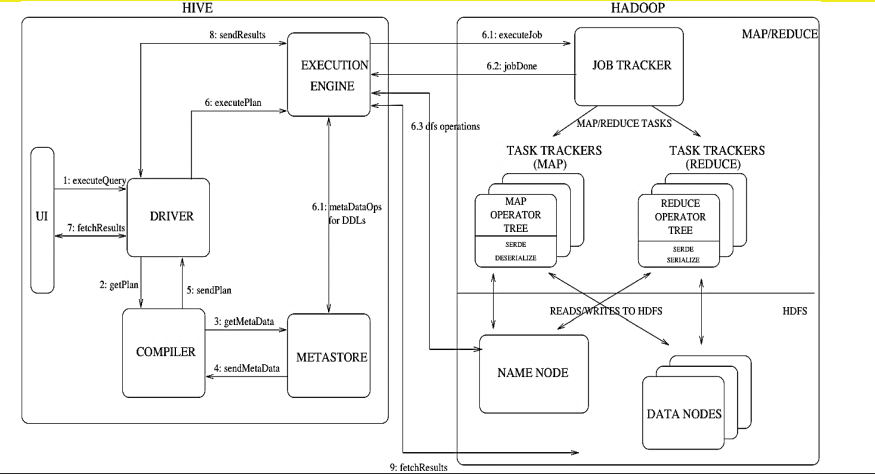 HIVE
HADOOP
8: sendResults
6.1: executeJob
MAP/REDUCE
EXECUTION
ENGINE
6.2: jobDone
JOB TRACKER
6: executePlan
6.3 dfs operations
MAP/REDUCE TASKS
TASK TRACKERS
(MAP)
TASK TRACKERS
(REDUCE)
1: executeQuery
UI
DRIVER
7: fetchResults
6.1: metaDataOps
for DDLs
MAP
OPERATOR
TREE
SERDE
DESERIALIZE
REDUCE
OPERATOR
TREE
SERDE
SERIALIZE
2: getPlan
5: sendPlan
READS/WRITES TO HDFS
HDFS
3: getMetaData
COMPILER
METASTORE
4: sendMetaData
NAME NODE
DATA NODES
9: fetchResults